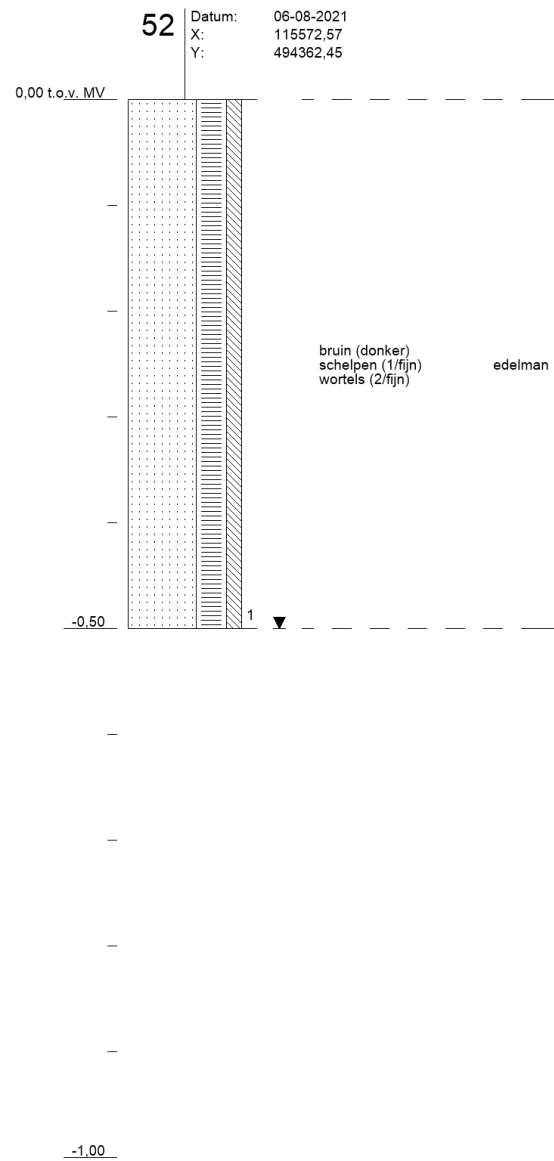 52
Datum: 06-08-2021
X: 115572,57
Y: 494362,45
0,00 t.o.v. MV
bruin (donker)
schelpen (1/fijn) edelman
wortels (2/fijn)
1
-0,50
-1,00